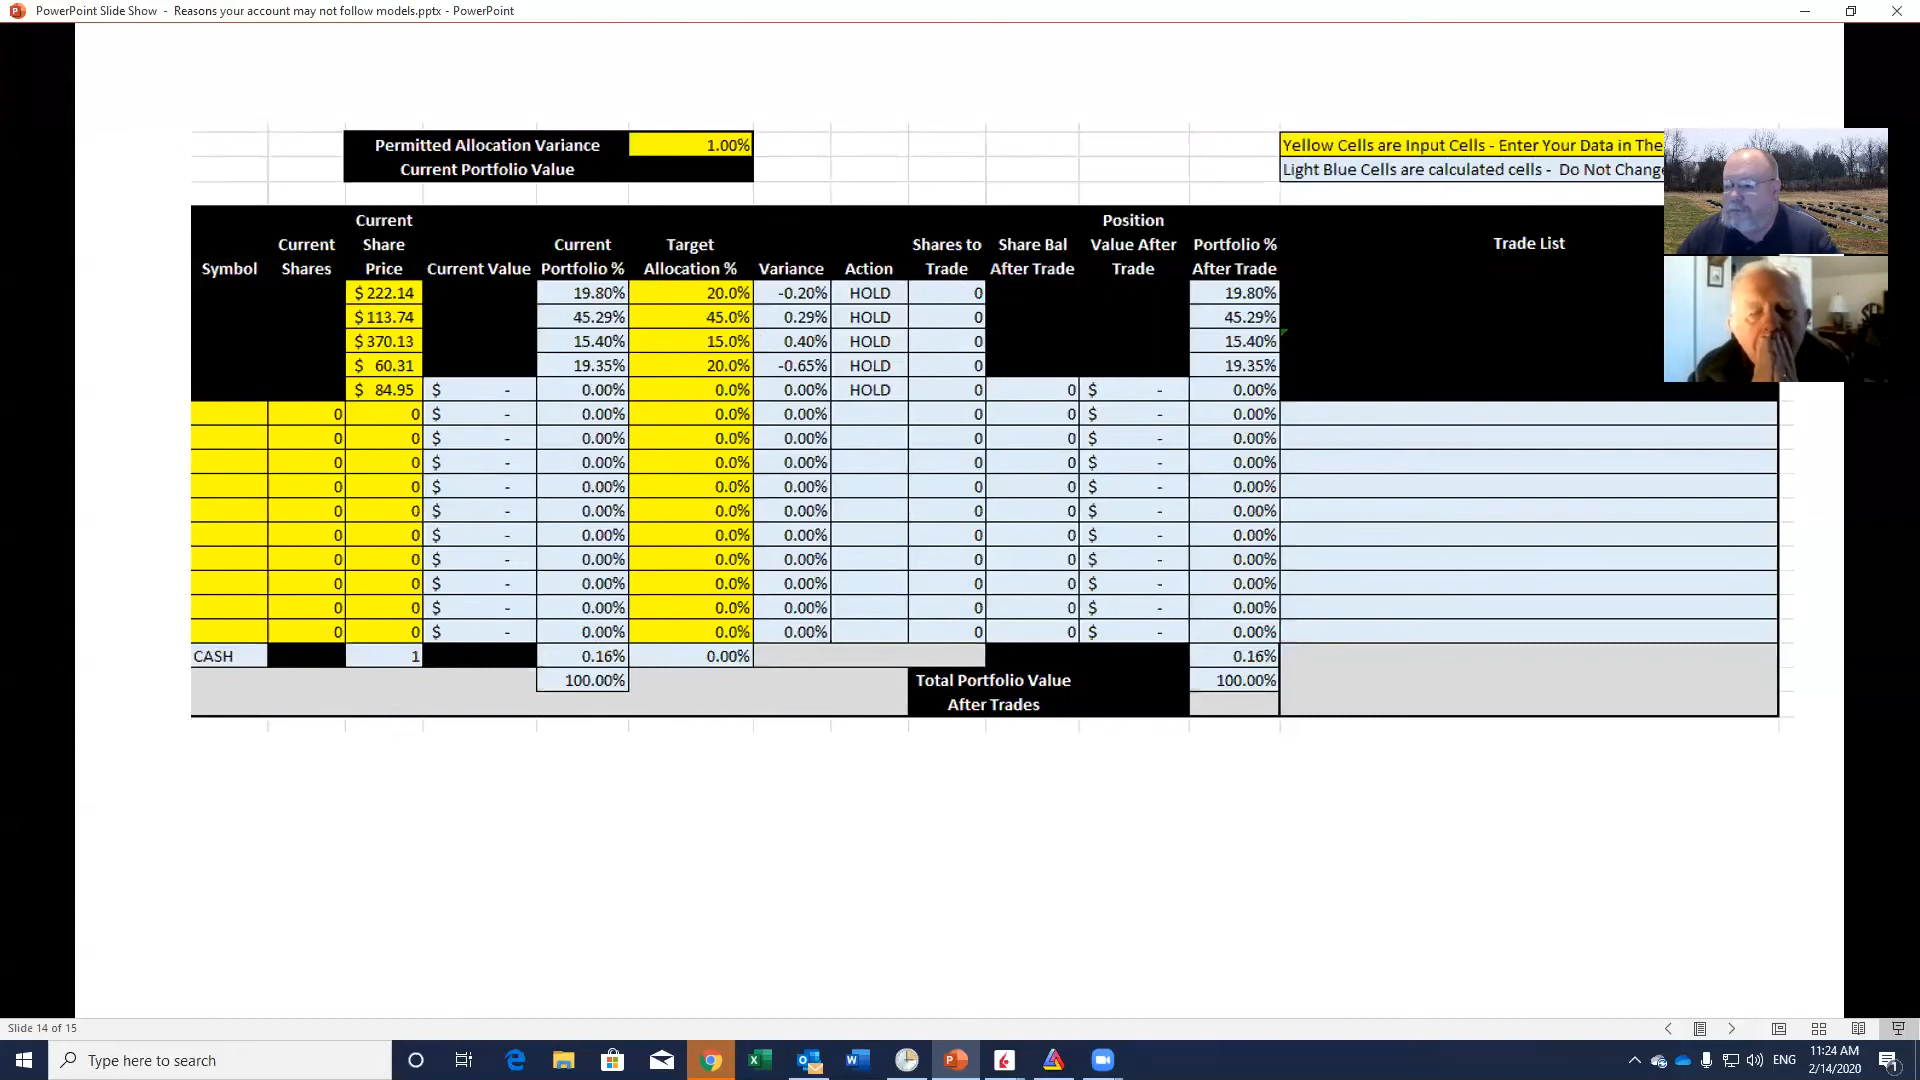 PowerPoint Slide Show - Reasons your account may not follow models.pptx - PowerPoint
Permitted Allocation Variance 1.00%
Current Portfolio Value
Yellow Cells are Input Cells - Enter Your Data in The
Light Blue Cells are calculated cells - Do Not Change
Symbol Current Shares Current Share Price Current Value Current Portfolio % Target Allocation % Variance Action Shares to Trade Share Bal After Trade Position Value After Trade Portfolio % After Trade Trade List
$ 222.14 19.80% 20.0% -0.20% HOLD 0 19.80%
$ 113.74 45.29% 45.0% 0.29% HOLD 0 45.29%
$ 370.13 15.40% 15.0% 0.40% HOLD 0 15.40%
$ 60.31 19.35% 20.0% -0.65% HOLD 0 19.35%
$ 84.95 $ - 0.00% 0.0% 0.00% HOLD 0 0 $ - 0.00%
0 0 $ - 0.00% 0.0% 0.00% 0 0 $ - 0.00%
0 0 $ - 0.00% 0.0% 0.00% 0 0 $ - 0.00%
0 0 $ - 0.00% 0.0% 0.00% 0 0 $ - 0.00%
0 0 $ - 0.00% 0.0% 0.00% 0 0 $ - 0.00%
0 0 $ - 0.00% 0.0% 0.00% 0 0 $ - 0.00%
0 0 $ - 0.00% 0.0% 0.00% 0 0 $ - 0.00%
0 0 $ - 0.00% 0.0% 0.00% 0 0 $ - 0.00%
0 0 $ - 0.00% 0.0% 0.00% 0 0 $ - 0.00%
0 0 $ - 0.00% 0.0% 0.00% 0 0 $ - 0.00%
0 0 $ - 0.00% 0.0% 0.00% 0 0 $ - 0.00%
CASH 1 0.16% 0.00% 0.16%
100.00% Total Portfolio Value 100.00%
After Trades
Slide 14 of 15
Type here to search
ENG
11:24 AM
2/14/2020
1